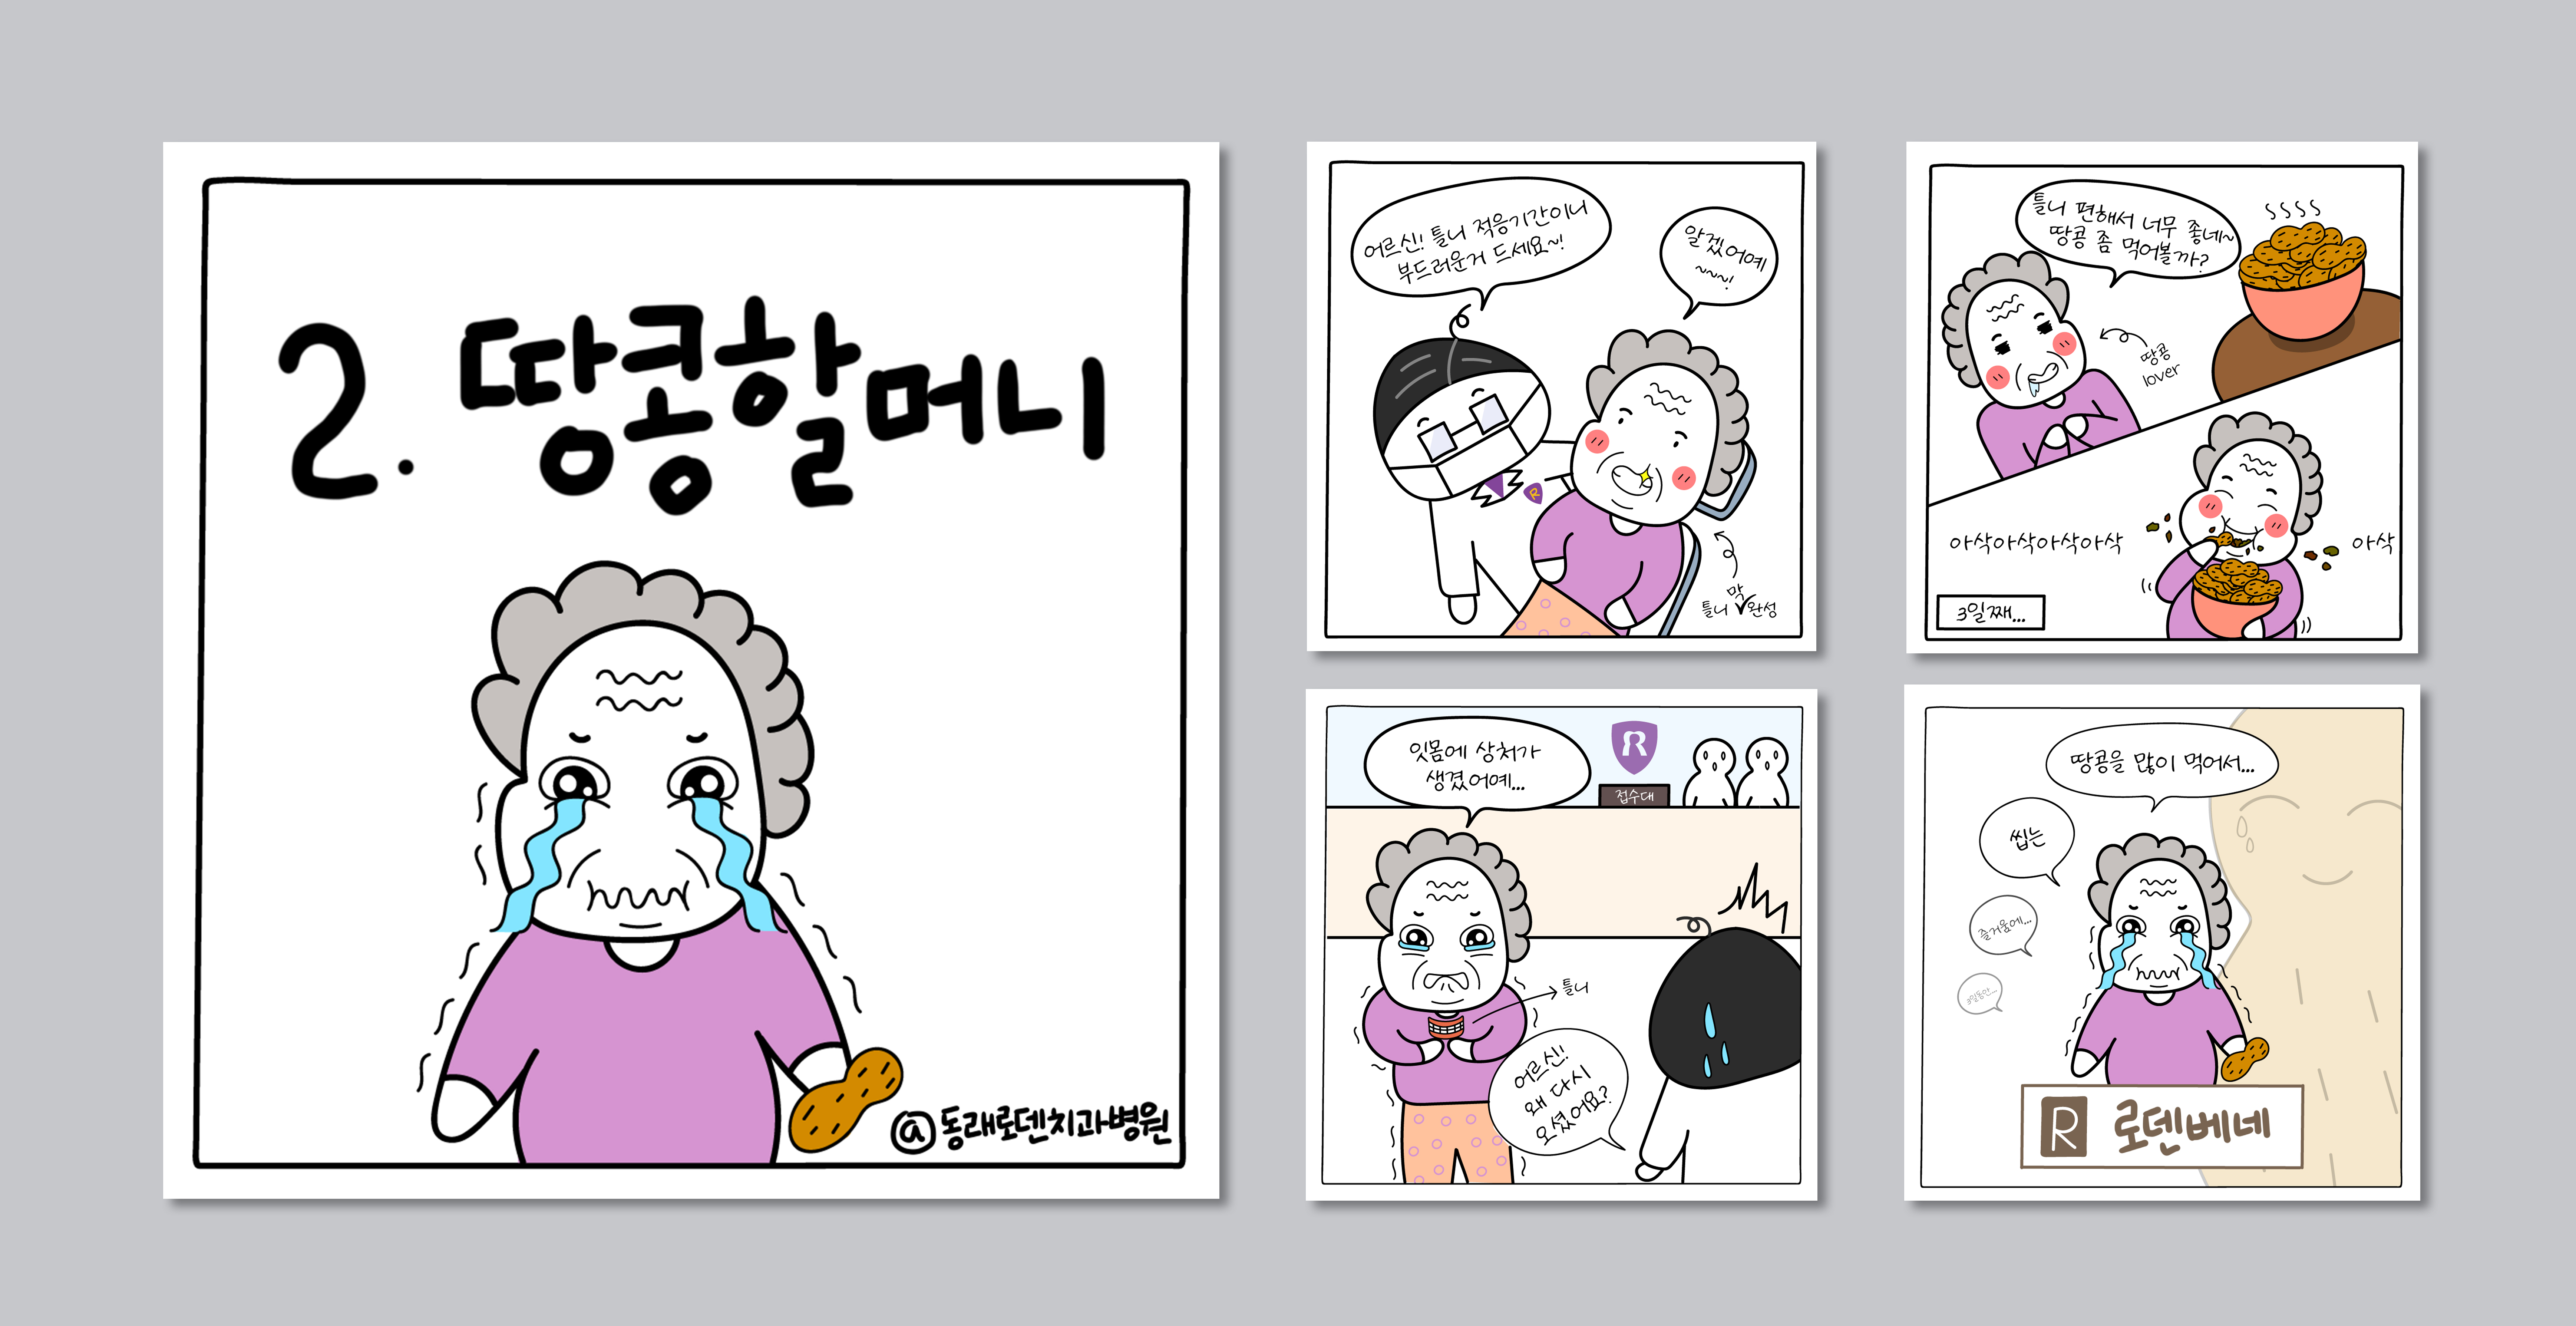 2. 땅콩할머니
@동래로덴치과병원
어르신! 틀니 적응기간이니
부드러운거 드세요~!
알겠어예
~~~!
R
막
틀니 ✓완성
틀니 편해서 너무 좋네~
땅콩 좀 먹어볼까?
땅콩
lover
아삭아삭아삭아삭
아삭
3일째...
잇몸에 상처가
생겼어예...
R
접수대
틀니
어르신!
왜 다시
오셨어요?
땅콩을 많이 먹어서...
씹는
즐거움에...
3일동안...
R 로덴베네